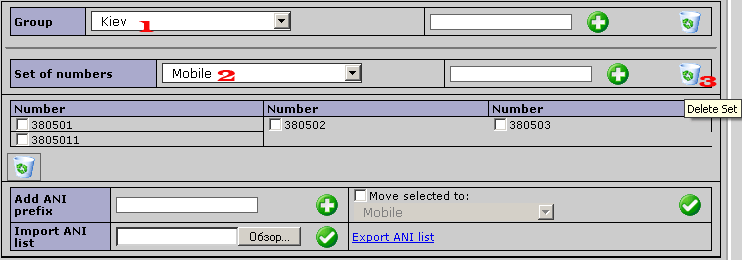 Group Kiev 1
Set of numbers Mobile 2 3
Delete Set
Number Number Number
380501 380502 380503
3805011
Add ANI prefix Move selected to:
Mobile
Import ANI list Обзор... Export ANI list